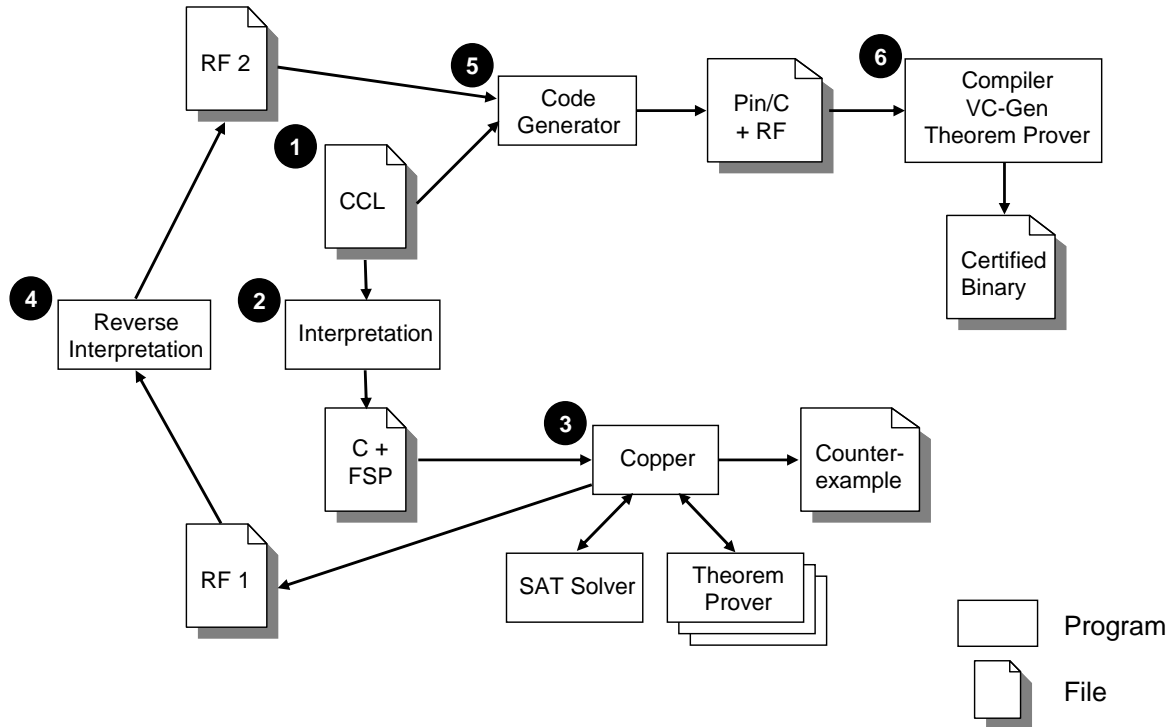 RF 2
5
Code
Generator
Pin/C
+ RF
6
Compiler
VC-Gen
Theorem Prover
1
CCL
Certified
Binary
4
Reverse
Interpretation
2
Interpretation
C +
FSP
3
Copper
Counter-
example
RF 1
SAT Solver
Theorem
Prover
Program
File